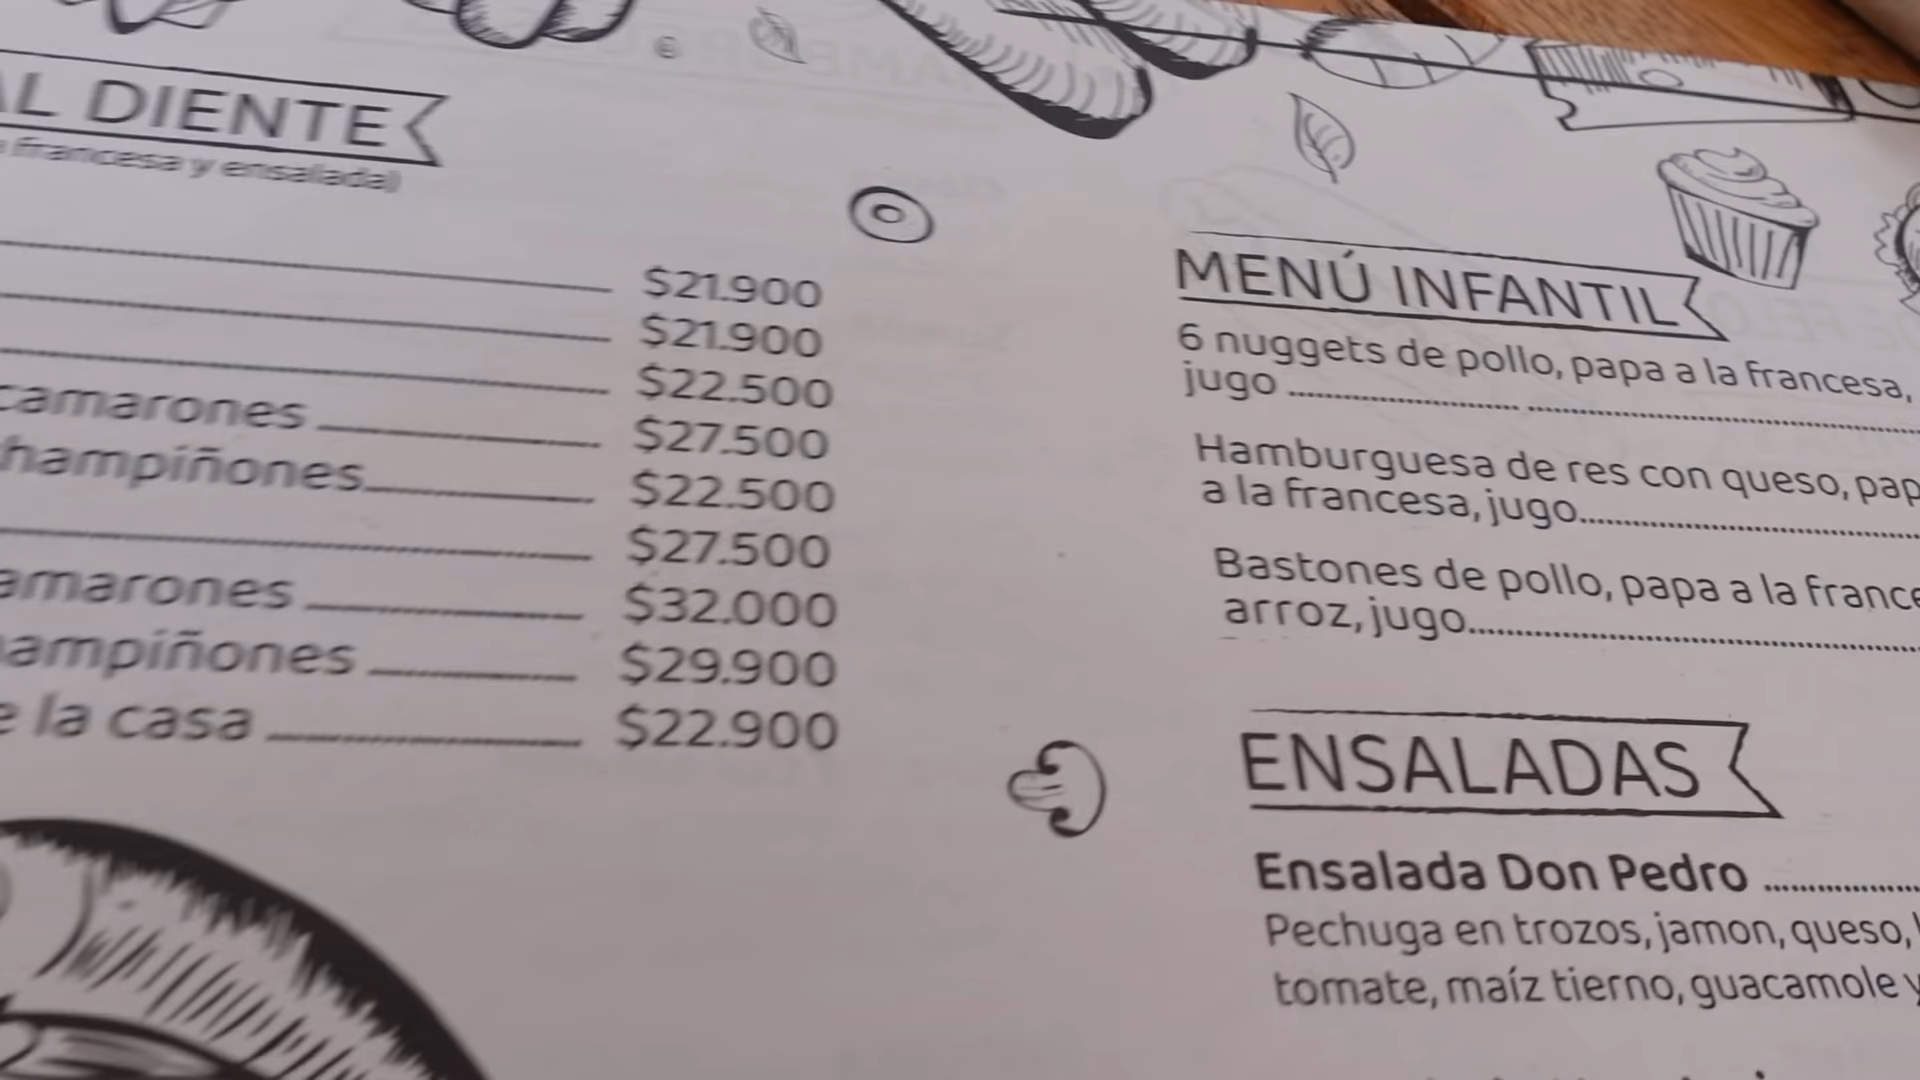 AL DIENTE
francesa y ensalada)
$21.900
$21.900
$22.500
camarones $27.500
hampiñones $22.500
$27.500
amarones $32.000
ampiñones $29.900
e la casa $22.900
MENÚ INFANTIL
6 nuggets de pollo, papa a la francesa,
jugo
Hamburguesa de res con queso, pap
a la francesa, jugo
Bastones de pollo, papa a la france
arroz, jugo
ENSALADAS
Ensalada Don Pedro
Pechuga en trozos, jamon, queso,
tomate, maíz tierno, guacamole y